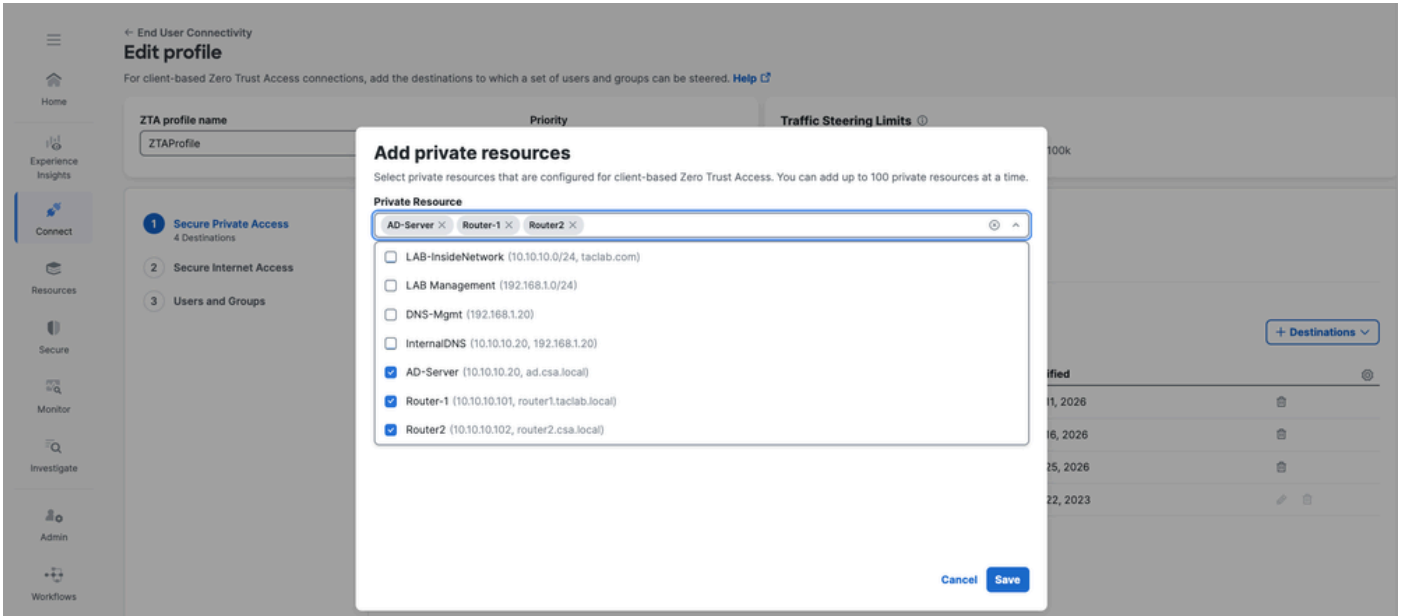 ← End User Connectivity
Edit profile
For client-based Zero Trust Access connections, add the destinations to which a set of users and groups can be steered. Help
Home
Experience
Insights
Connect
Resources
Secure
Monitor
Investigate
Admin
Workflows
ZTA profile name
Priority
Traffic Steering Limits
ZTAProfile
100k
1 Secure Private Access
4 Destinations
2 Secure Internet Access
3 Users and Groups
Add private resources
Select private resources that are configured for client-based Zero Trust Access. You can add up to 100 private resources at a time.
Private Resource
AD-Server Router-1 Router2
LAB-InsideNetwork (10.10.10.0/24, taclab.com)
LAB Management (192.168.1.0/24)
DNS-Mgmt (192.168.1.20)
InternalDNS (10.10.10.20, 192.168.1.20)
AD-Server (10.10.10.20, ad.csa.local)
Router-1 (10.10.10.101, router1.taclab.local)
Router2 (10.10.10.102, router2.csa.local)
Cancel Save
+ Destinations
ified
11, 2026
16, 2026
25, 2026
22, 2023